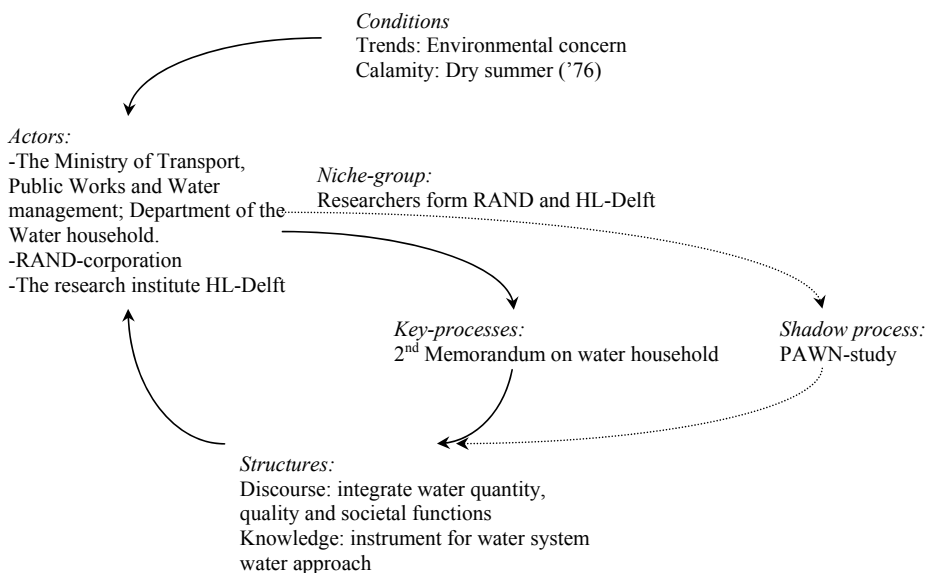 Conditions
Trends: Environmental concern
Calamity: Dry summer (’76)
Actors:
-The Ministry of Transport,
Public Works and Water
management; Department of the
Water household.
-RAND-corporation
-The research institute HL-Delft
Niche-group:
Researchers form RAND and HL-Delft
Key-processes:
2nd Memorandum on water household
Shadow process:
PAWN-study
Structures:
Discourse: integrate water quantity,
quality and societal functions
Knowledge: instrument for water system
water approach